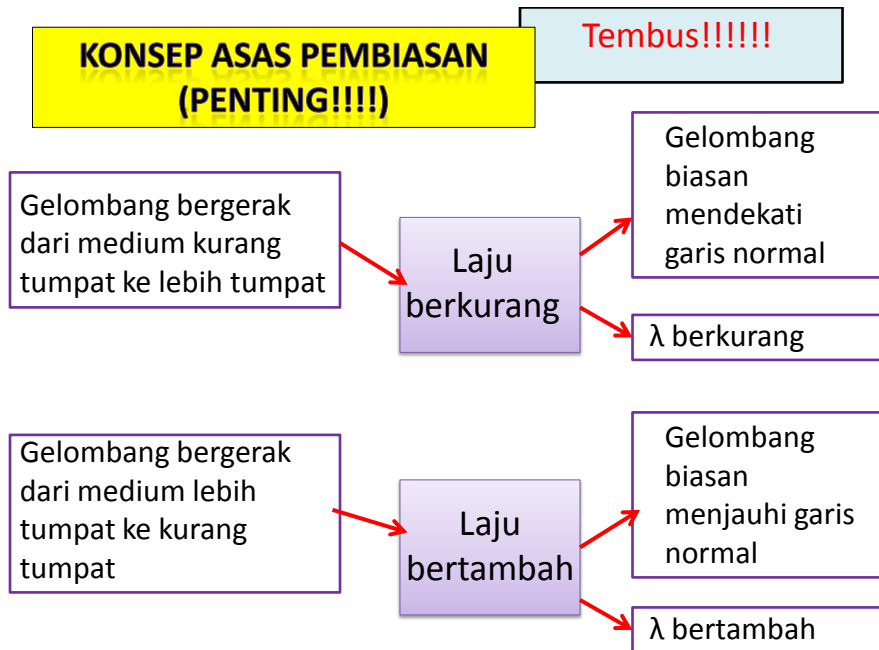 KONSEP ASAS PEMBIASAN
(PENTING!!!!)
Tembus!!!!!!
Gelombang bergerak
dari medium kurang
tumpat ke lebih tumpat
Laju
berkurang
Gelombang
biasan
mendekati
garis normal
λ berkurang
Gelombang bergerak
dari medium lebih
tumpat ke kurang
tumpat
Laju
bertambah
Gelombang
biasan
menjauhi garis
normal
λ bertambah